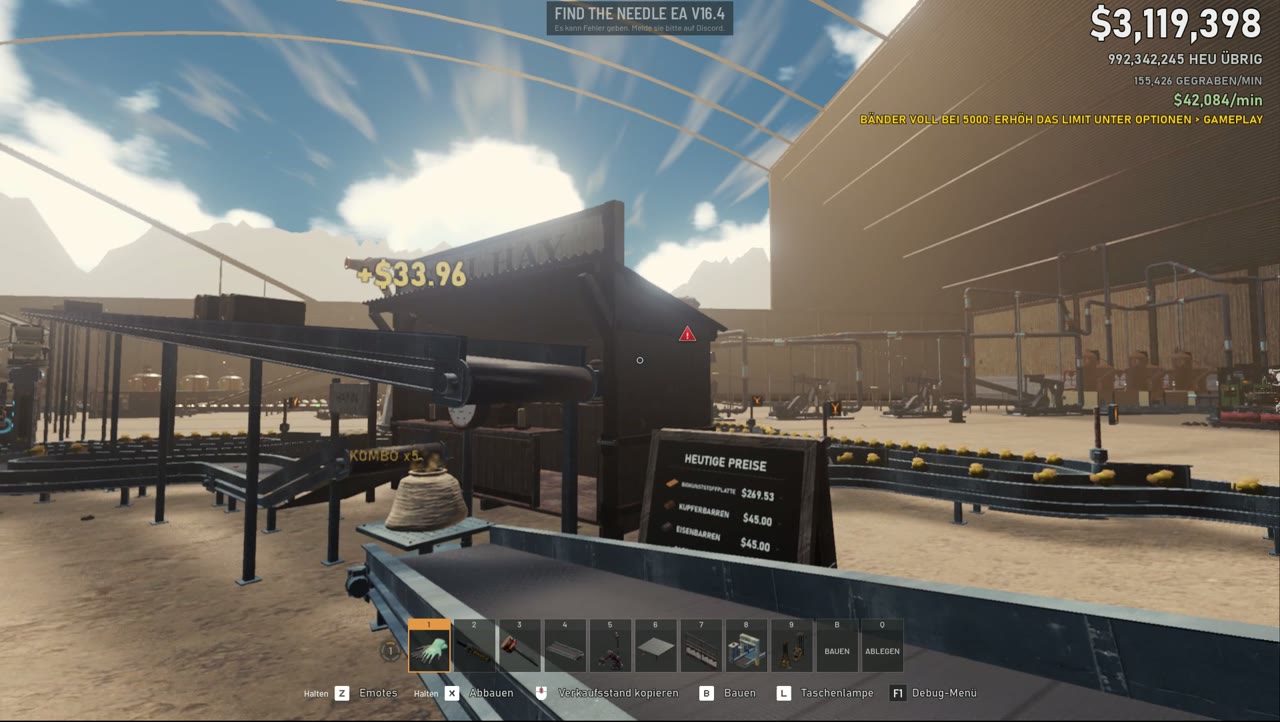 FIND THE NEEDLE EA V16.4
Es kann Fehler geben. Melde sie bitte auf Discord.
$3,119,398
992,342,245 HEU ÜBRIG
155,426 GEGRABEN/MIN
$42,084/min
BÄNDER VOLL BEI 5000: ERHÖH DAS LIMIT UNTER OPTIONEN > GAMEPLAY
HAY
+$33.96
KOMBO x5
HEUTIGE PREISE
BIOKUNSTSTOFFPLATTE $269.53
KUPFERBARREN $45.00
EISENBARREN $45.00
1 2 3 4 5 6 7 8 9 B Q
BAUEN ABLEGEN
Halten Z Emotes Halten X Abbauen Verkaufsstand kopieren B Bauen L Taschenlampe F1 Debug-Menü